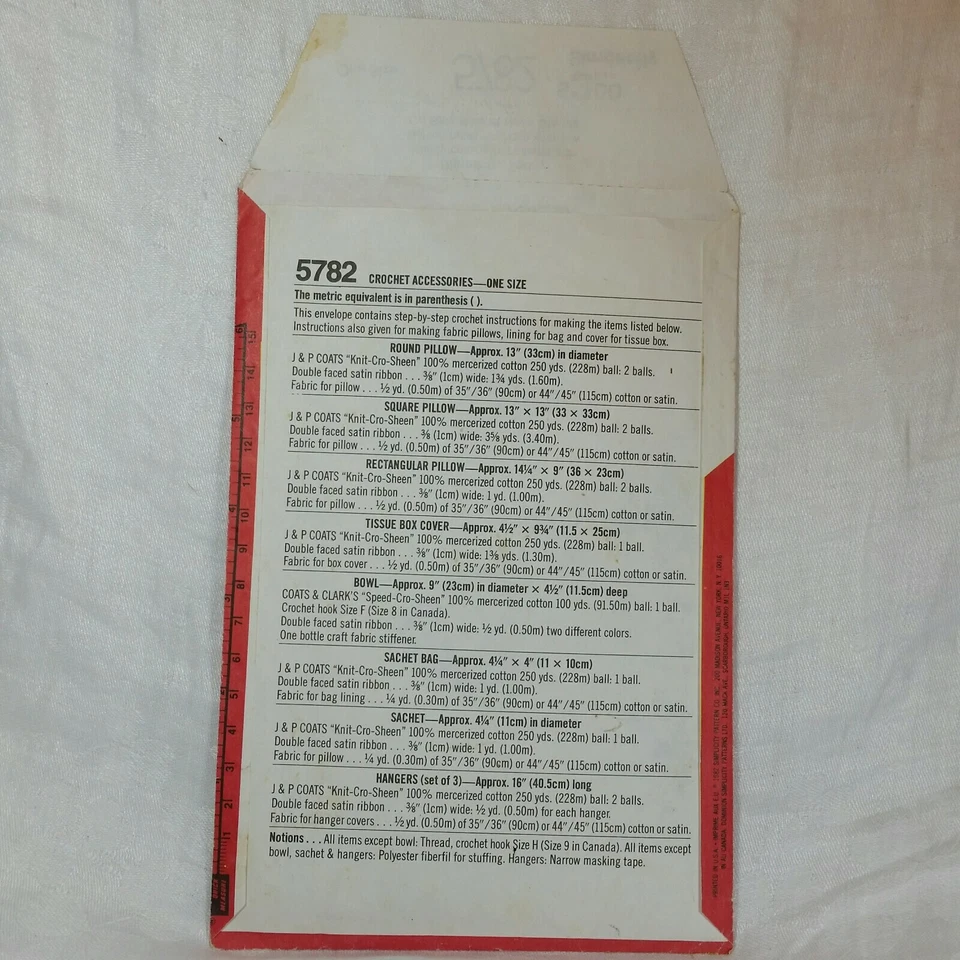 5782 CROCHET ACCESSORIES—ONE SIZE
The metric equivalent is in parenthesis ( ).
This envelope contains step-by-step crochet instructions for making the items listed below.
Instructions also given for making fabric pillows, lining for bag and cover for tissue box.
ROUND PILLOW—Approx. 13" (33cm) in diameter
J & P COATS "Knit-Cro-Sheen" 100% mercerized cotton 250 yds. (228m) ball: 2 balls.
Double faced satin ribbon . . . ⅜" (1cm) wide: 1¾ yds. (1.60m).
Fabric for pillow . . . ½ yd. (0.50m) of 35"/36" (90cm) or 44"/45" (115cm) cotton or satin.
SQUARE PILLOW—Approx. 13" × 13" (33 × 33cm)
J & P COATS "Knit-Cro-Sheen" 100% mercerized cotton 250 yds. (228m) ball: 2 balls.
Double faced satin ribbon . . . ⅜ (1cm) wide: 3⅝ yds. (3.40m).
Fabric for pillow . . . ½ yd. (0.50m) of 35"/36" (90cm) or 44"/45" (115cm) cotton or satin.
RECTANGULAR PILLOW—Approx. 14¼" × 9" (36 × 23cm)
J & P COATS "Knit-Cro-Sheen" 100% mercerized cotton 250 yds. (228m) ball: 2 balls.
Double faced satin ribbon . . . ⅜" (1cm) wide: 1 yd. (1.00m).
Fabric for pillow . . . ½ yd. (0.50m) of 35"/36" (90cm) or 44"/45" (115cm) cotton or satin.
TISSUE BOX COVER—Approx. 4½" × 9¾" (11.5 × 25cm)
J & P COATS "Knit-Cro-Sheen" 100% mercerized cotton 250 yds. (228m) ball: 1 ball.
Double faced satin ribbon . . . ⅜" (1cm) wide: 1⅜ yds. (1.30m).
Fabric for box cover . . . ½ yd. (0.50m) of 35"/36" (90cm) or 44"/45" (115cm) cotton or satin.
BOWL—Approx. 9" (23cm) in diameter × 4½" (11.5cm) deep
COATS & CLARK'S "Speed-Cro-Sheen" 100% mercerized cotton 100 yds. (91.50m) ball: 1 ball.
Crochet hook Size F (Size 8 in Canada).
Double faced satin ribbon . . . ⅜" (1cm) wide: ½ yd. (0.50m) two different colors.
One bottle craft fabric stiffener.
SACHET BAG—Approx. 4¼" × 4" (11 × 10cm)
J & P COATS "Knit-Cro-Sheen" 100% mercerized cotton 250 yds. (228m) ball: 1 ball.
Double faced satin ribbon . . . ⅜" (1cm) wide: 1 yd. (1.00m).
Fabric for bag lining . . . ¼ yd. (0.30m) of 35"/36" (90cm) or 44"/45" (115cm) cotton or satin.
SACHET—Approx. 4¼" (11cm) in diameter
J & P COATS "Knit-Cro-Sheen" 100% mercerized cotton 250 yds. (228m) ball: 1 ball.
Double faced satin ribbon . . . ⅜" (1cm) wide: 1 yd. (1.00m).
Fabric for pillow . . . ¼ yd. (0.30m) of 35"/36" (90cm) or 44"/45" (115cm) cotton or satin.
HANGERS (set of 3)—Approx. 16" (40.5cm) long
J & P COATS "Knit-Cro-Sheen" 100% mercerized cotton 250 yds. (228m) ball: 2 balls.
Double faced satin ribbon . . . ⅜" (1cm) wide: ½ yd. (0.50m) for each hanger.
Fabric for hanger covers . . . ½ yd. (0.50m) of 35"/36" (90cm) or 44"/45" (115cm) cotton or satin.
Notions . . . All items except bowl: Thread, crochet hook Size H (Size 9 in Canada). All items except
bowl, sachet & hangers: Polyester fiberfil for stuffing. Hangers: Narrow masking tape.